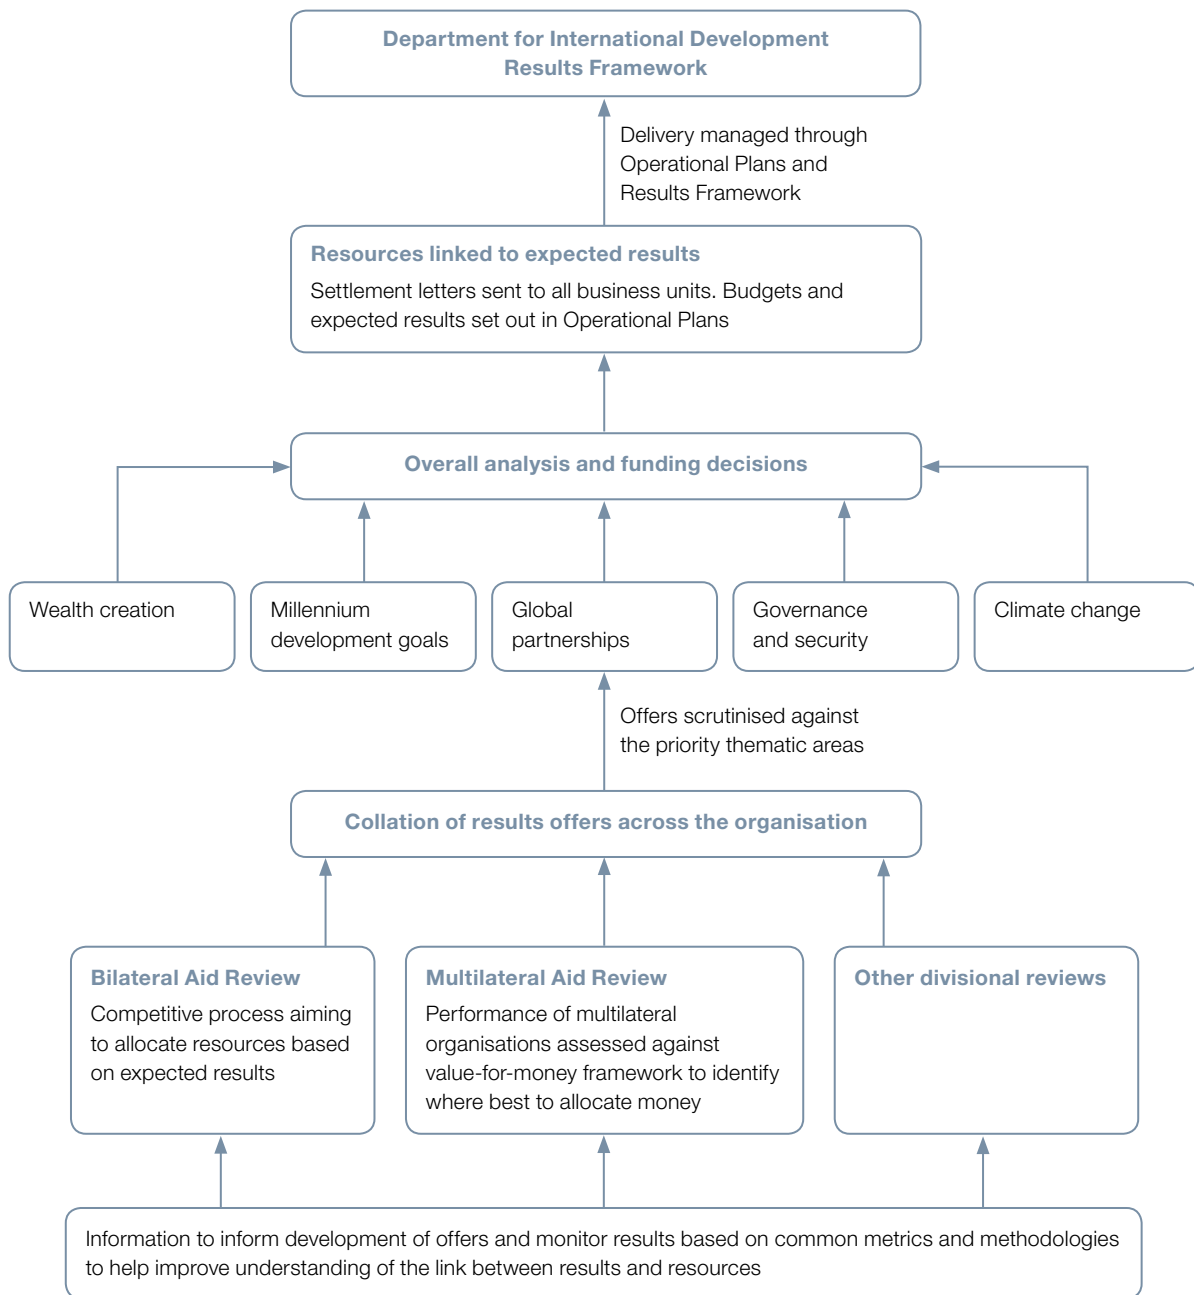 Department for International Development
Results Framework
Delivery managed through
Operational Plans and
Results Framework
Resources linked to expected results
Settlement letters sent to all business units. Budgets and
expected results set out in Operational Plans
Overall analysis and funding decisions
Wealth creation
Millennium
development goals
Global
partnerships
Governance
and security
Climate change
Offers scrutinised against
the priority thematic areas
Collation of results offers across the organisation
Bilateral Aid Review
Competitive process aiming
to allocate resources based
on expected results
Multilateral Aid Review
Performance of multilateral
organisations assessed against
value-for-money framework to identify
where best to allocate money
Other divisional reviews
Information to inform development of offers and monitor results based on common metrics and methodologies
to help improve understanding of the link between results and resources